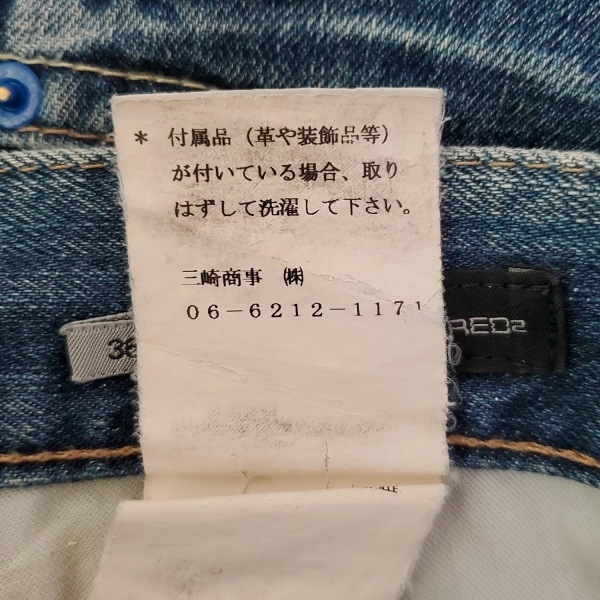 * 付属品（革や装飾品等）
が付いている場合、取り
はずして洗濯して下さい。
三崎商事 ㈱
06-6212-1171
36
RED2